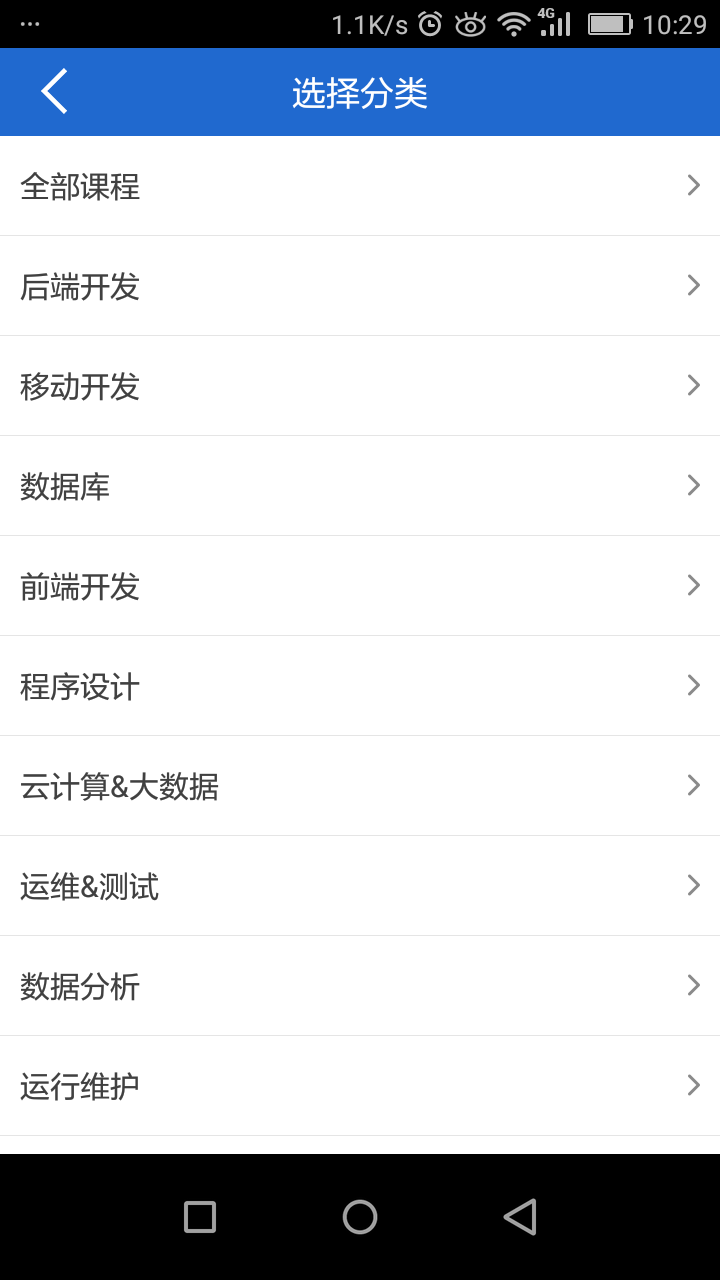 1.1K/s 4G 10:29
选择分类
全部课程
后端开发
移动开发
数据库
前端开发
程序设计
云计算&大数据
运维&测试
数据分析
运行维护